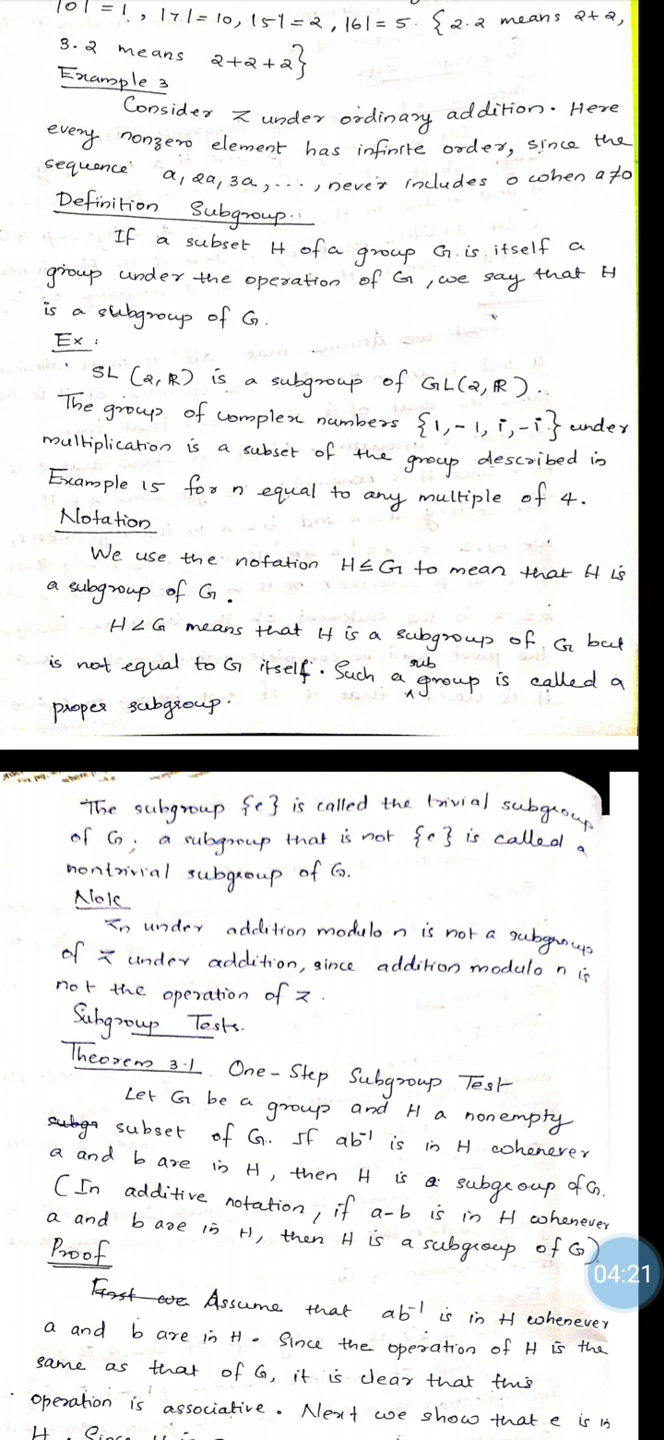 |0| = 1, |7| = 10, |5| = 2, |6| = 5. {2.2 means 2+2,
3.2 means 2+2+2}
Example 3
Consider Z under ordinary addition. Here
every nonzero element has infinite order, since the
sequence a, 2a, 3a, ..., never includes 0 when a≠0
Definition Subgroup.
If a subset H of a group G is itself a
group under the operation of G, we say that H
is a subgroup of G.
Ex:
SL (2, R) is a subgroup of GL(2, R).
The group of complex numbers {1, -1, i, -i} under
multiplication is a subset of the group described in
Example 15 for n equal to any multiple of 4.
Notation
We use the notation H≤G to mean that H is
a subgroup of G.
H<G means that H is a subgroup of G but
is not equal to G itself. Such a subgroup is called a
proper subgroup.
The subgroup {e} is called the trivial subgroup
of G; a subgroup that is not {e} is called a
nontrivial subgroup of G.
Note
Zn under addition modulo n is not a subgroup
of Z under addition, since addition modulo n is
not the operation of Z.
Subgroup Tests.
Theorem 3.1 One-Step Subgroup Test
Let G be a group and H a nonempty
subset of G. If ab⁻¹ is in H whenever
a and b are in H, then H is a subgroup of G.
(In additive notation, if a-b is in H whenever
a and b are in H, then H is a subgroup of G)
Proof
04:21
Assume that ab⁻¹ is in H whenever
a and b are in H. Since the operation of H is the
same as that of G, it is clear that this
operation is associative. Next we show that e is in
H. Since